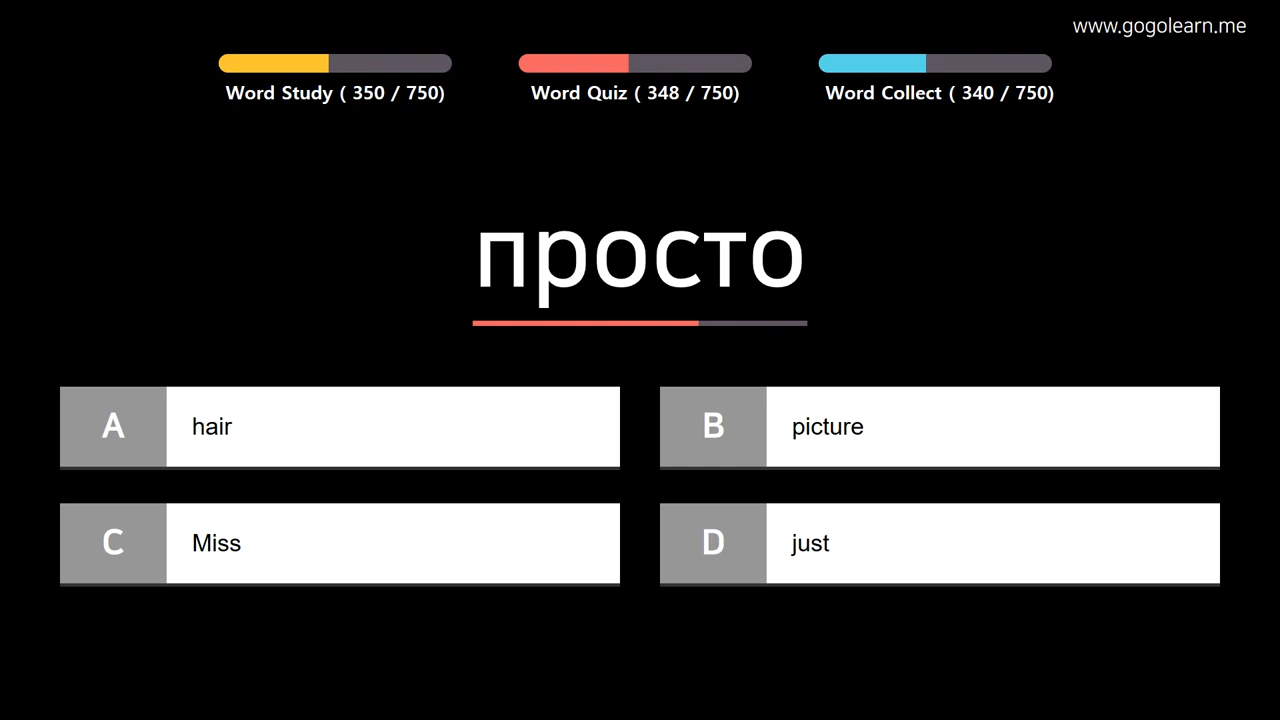 www.gogolearn.me
Word Study ( 350 / 750)
Word Quiz ( 348 / 750)
Word Collect ( 340 / 750)
просто
A hair
B picture
C Miss
D just